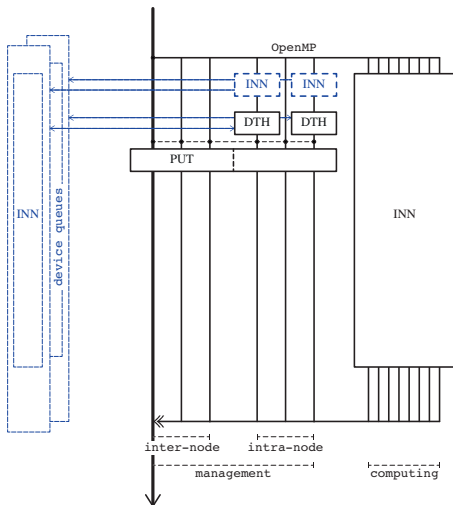 OpenMP
INN INN
DTH DTH
PUT
INN
device queues
INN
inter-node intra-node
management computing